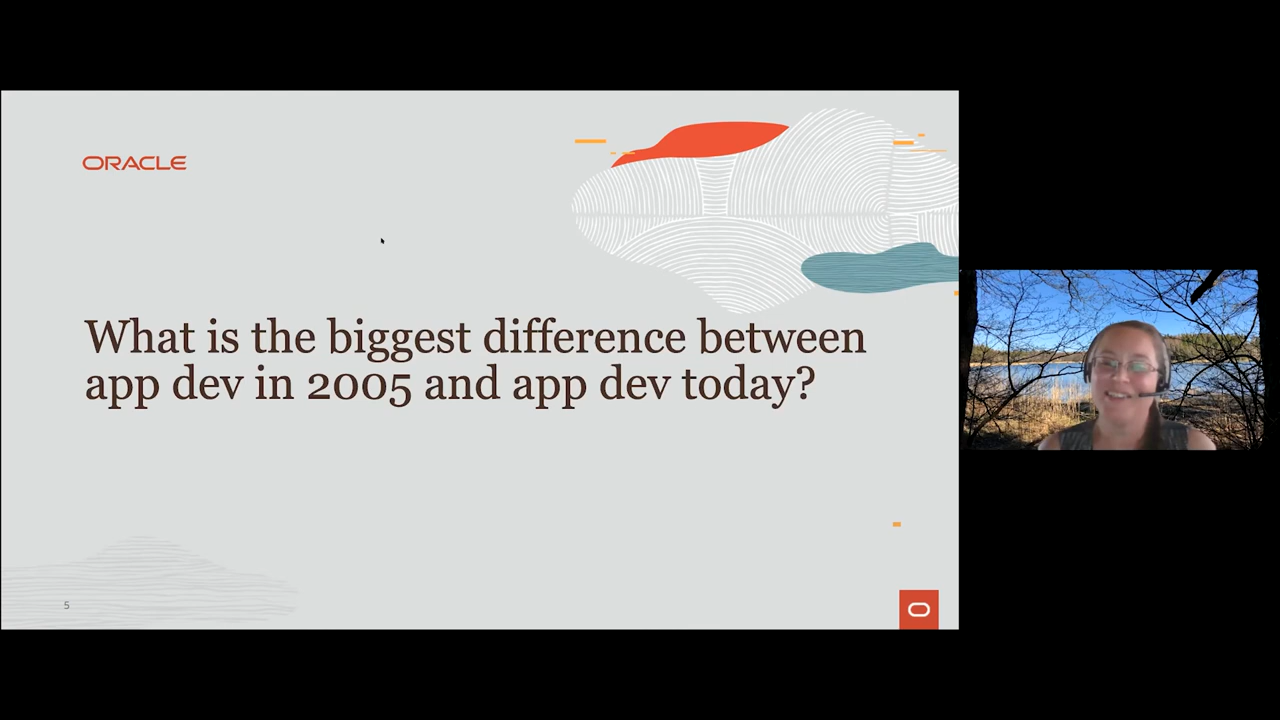 ORACLE
What is the biggest difference between
app dev in 2005 and app dev today?
5